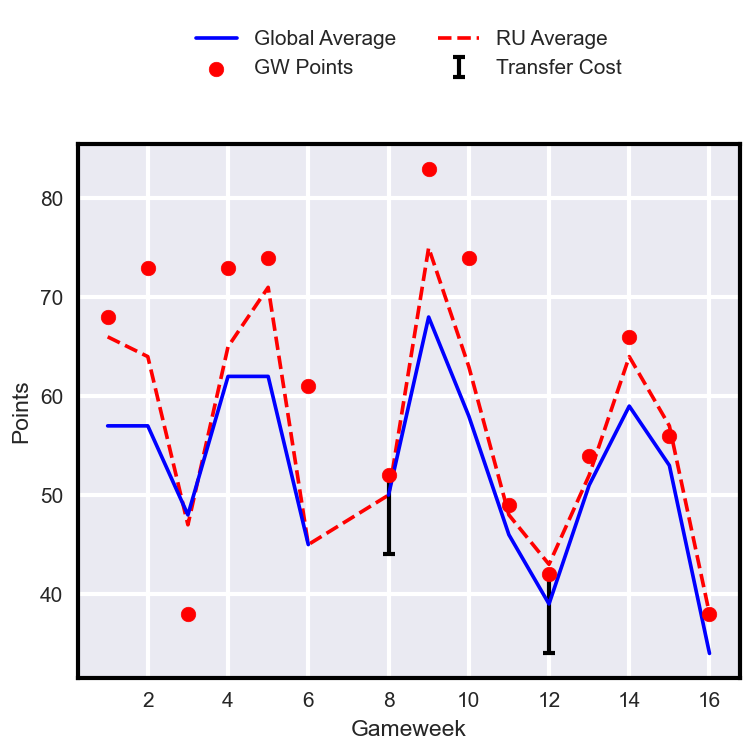 Global Average RU Average
GW Points Transfer Cost
80
70
60
50
40
Points
2 4 6 8 10 12 14 16
Gameweek